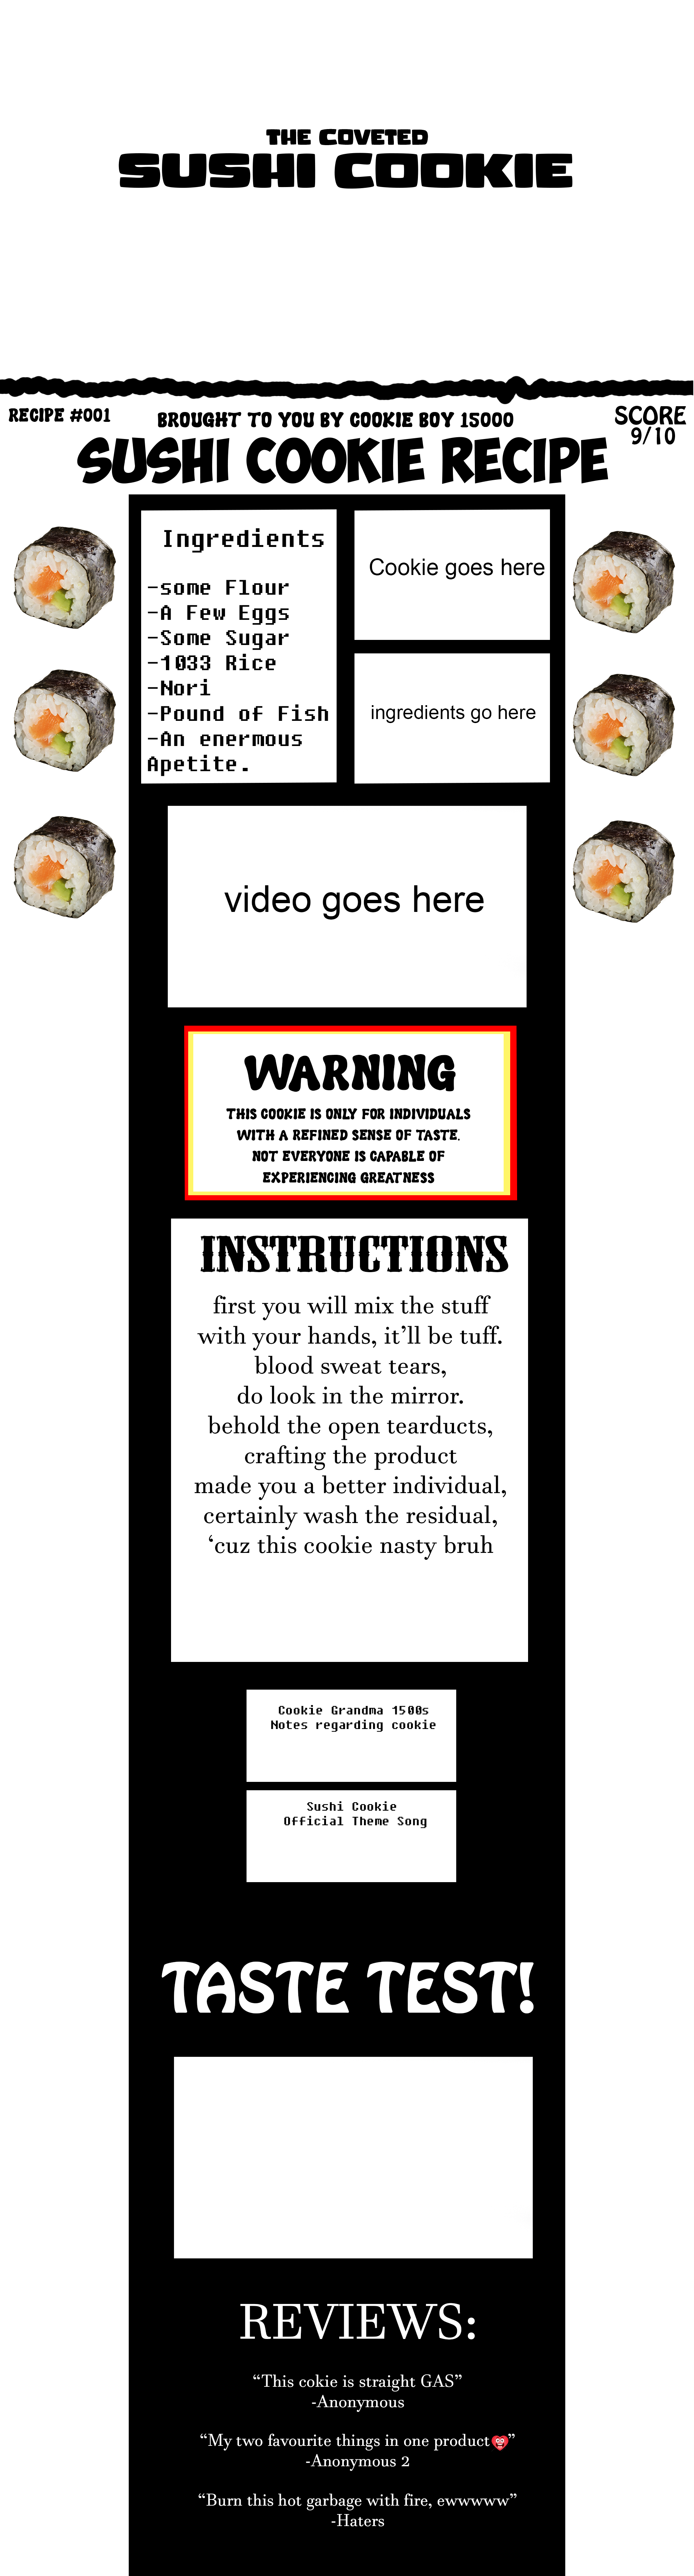 THE COVETED
SUSHI COOKIE
RECIPE #001
BROUGHT TO YOU BY COOKIE BOY 15000
SCORE
9/10
SUSHI COOKIE RECIPE
Ingredients
-some Flour
-A Few Eggs
-Some Sugar
-1033 Rice
-Nori
-Pound of Fish
-An enermous
Apetite.
Cookie goes here
ingredients go here
video goes here
WARNING
THIS COOKIE IS ONLY FOR INDIVIDUALS
WITH A REFINED SENSE OF TASTE.
NOT EVERYONE IS CAPABLE OF
EXPERIENCING GREATNESS
INSTRUCTIONS
first you will mix the stuff
with your hands, it’ll be tuff.
blood sweat tears,
do look in the mirror.
behold the open tearducts,
crafting the product
made you a better individual,
certainly wash the residual,
‘cuz this cookie nasty bruh
Cookie Grandma 1500s
Notes regarding cookie
Sushi Cookie
Official Theme Song
TASTE TEST!
REVIEWS:
“This cokie is straight GAS”
-Anonymous
“My two favourite things in one product”
-Anonymous 2
“Burn this hot garbage with fire, ewwwww”
-Haters